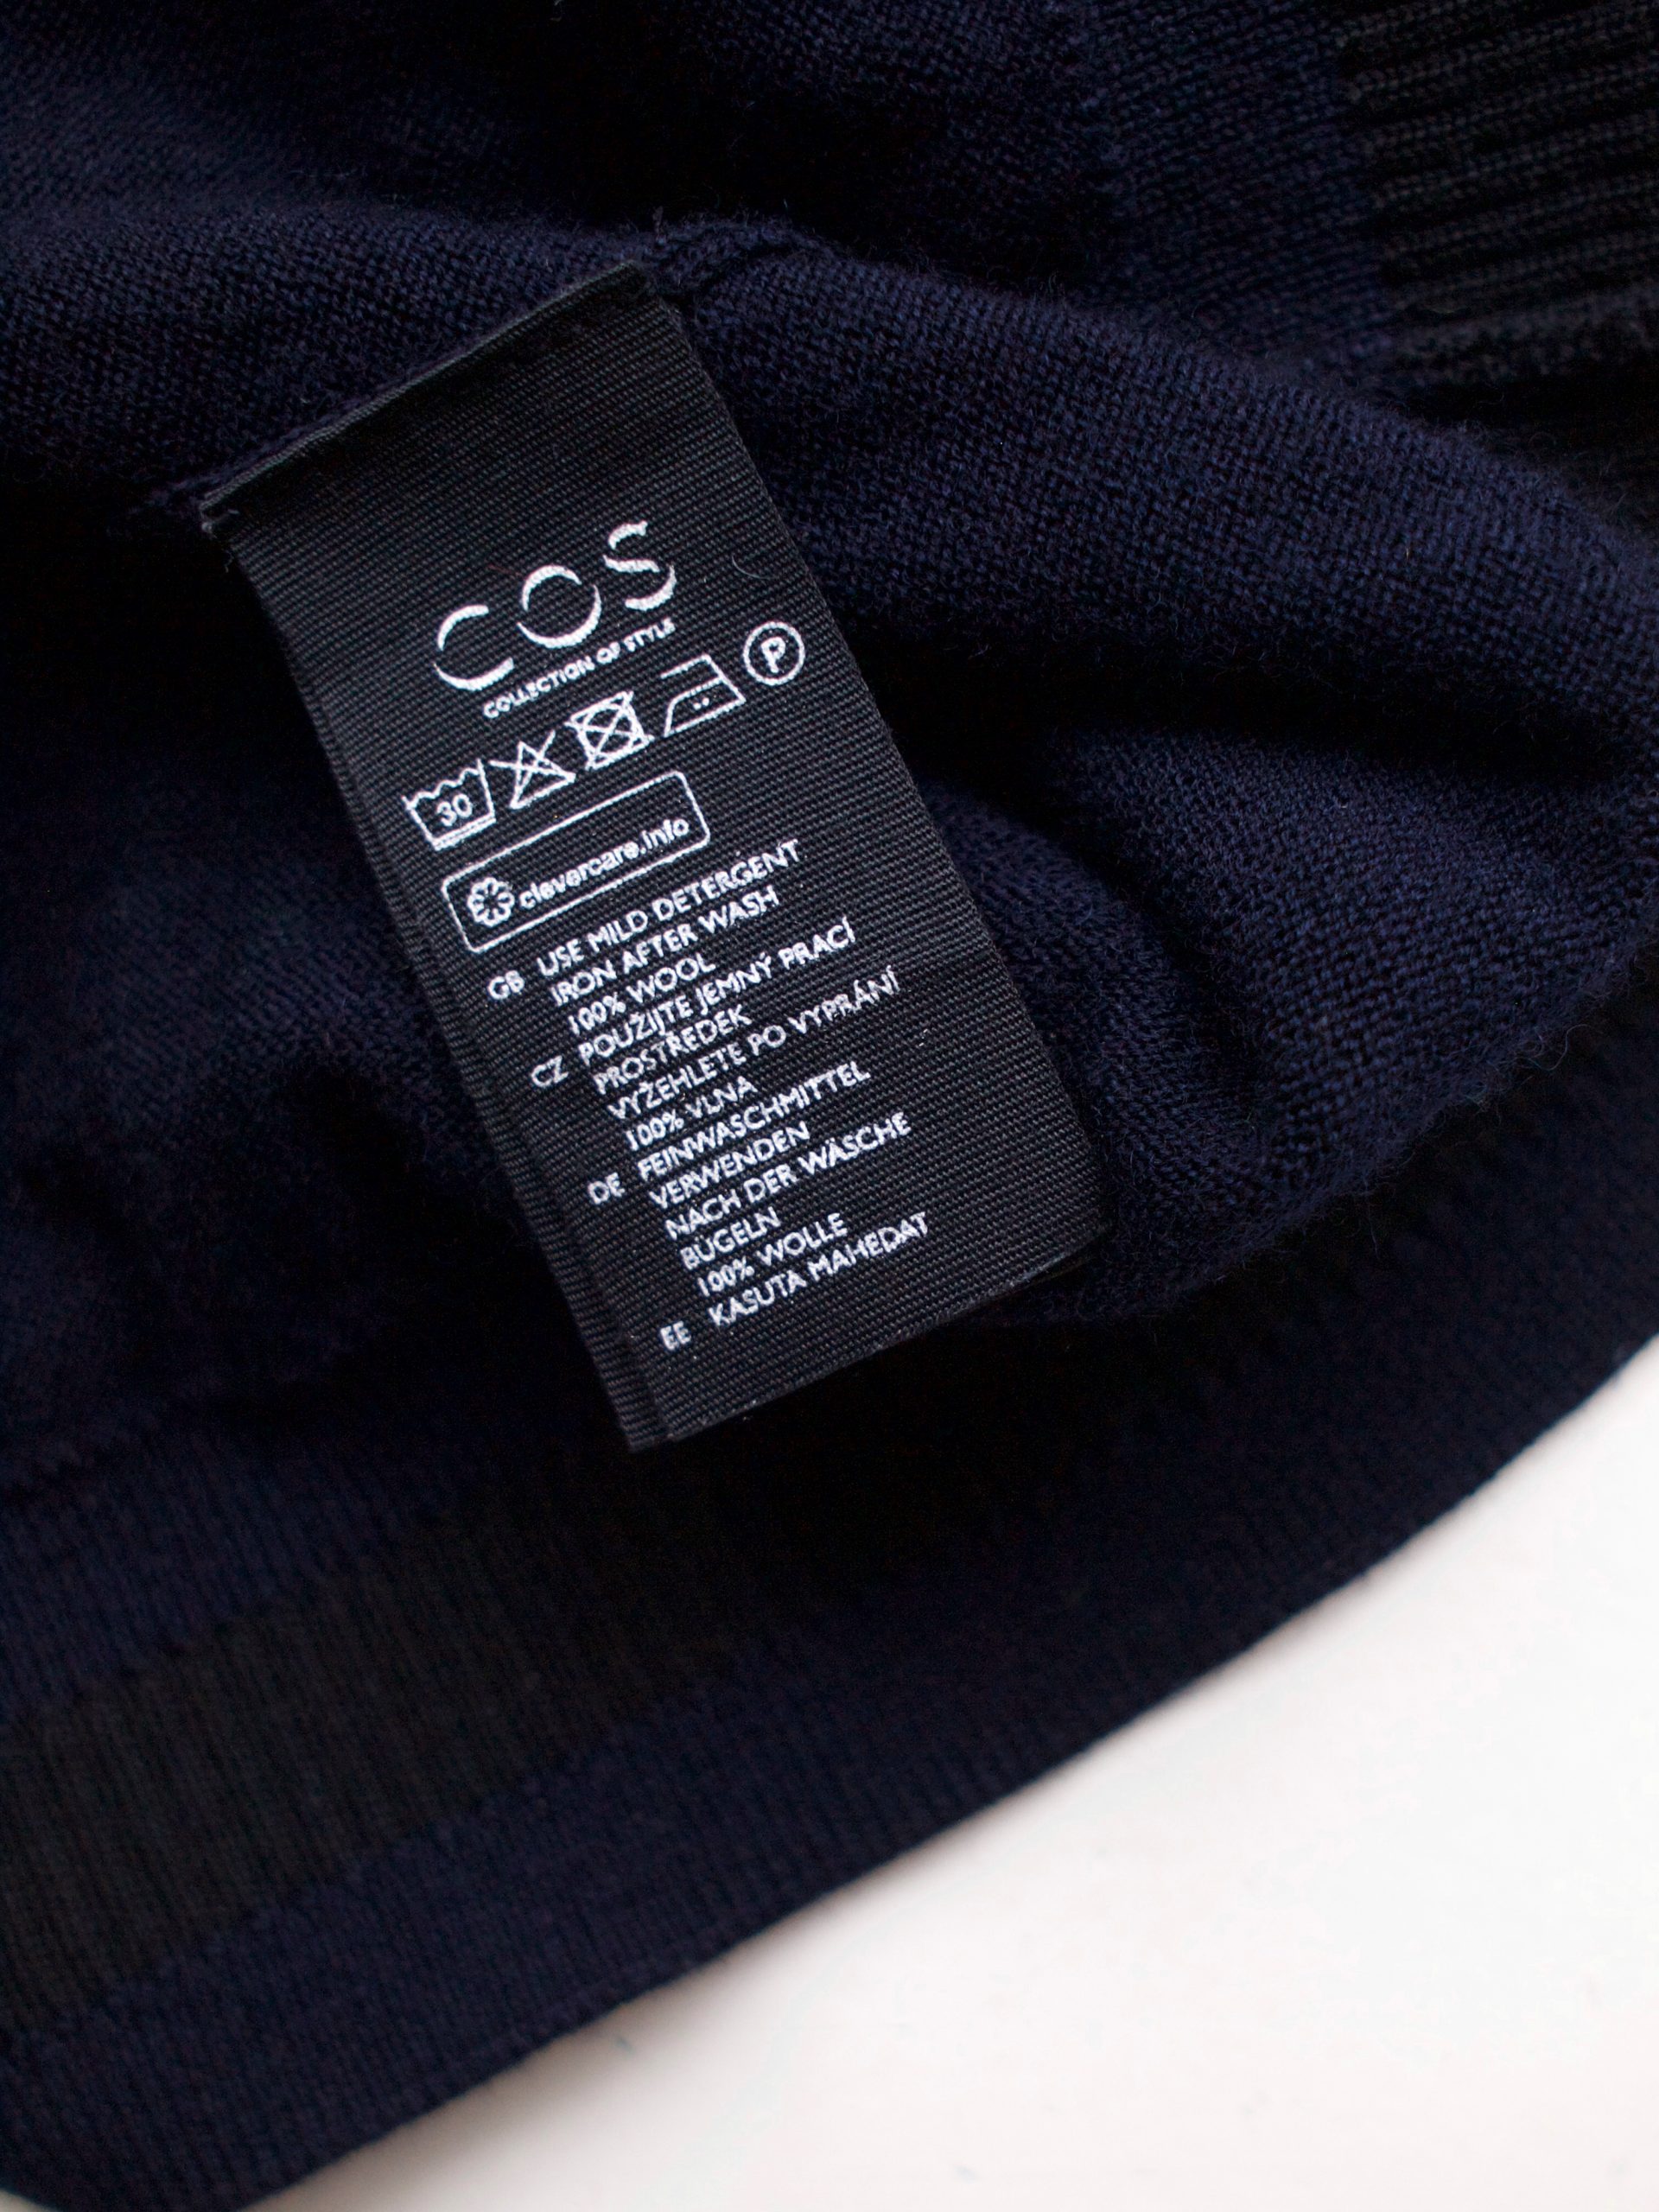 COS
COLLECTION OF STYLE
30 P
clevercare.info
GB USE MILD DETERGENT
IRON AFTER WASH
100% WOOL
CZ POUŽIJTE JEMNÝ PRACÍ
PROSTŘEDEK
VYŽEHLETE PO VYPRÁNÍ
100% VLNA
DE FEINWASCHMITTEL
VERWENDEN
NACH DER WÄSCHE
BÜGELN
100% WOLLE
EE KASUTA MAHEDAT